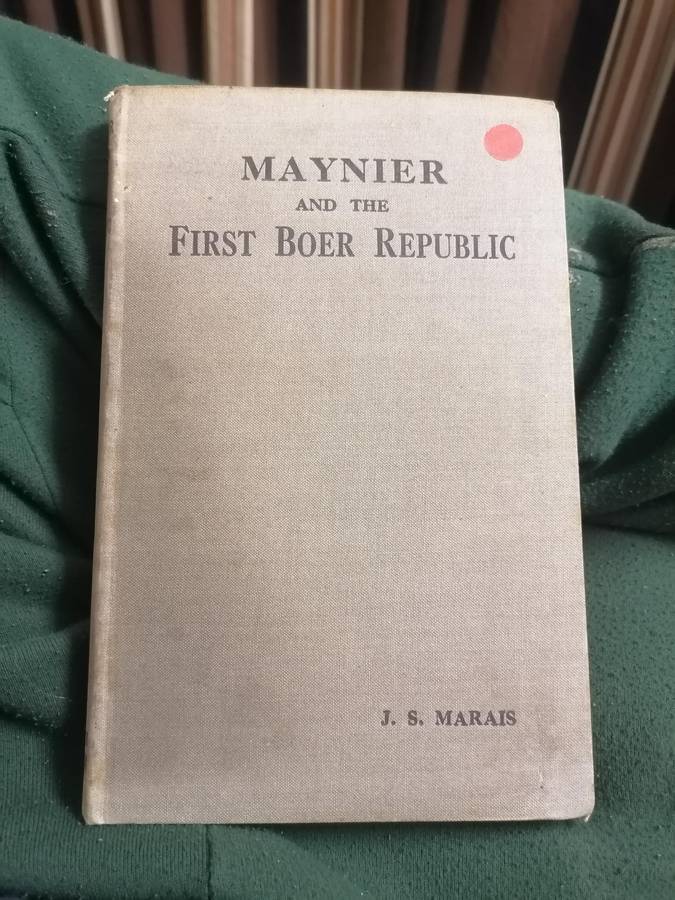 MAYNIER
AND THE
FIRST BOER REPUBLIC
J. S. MARAIS